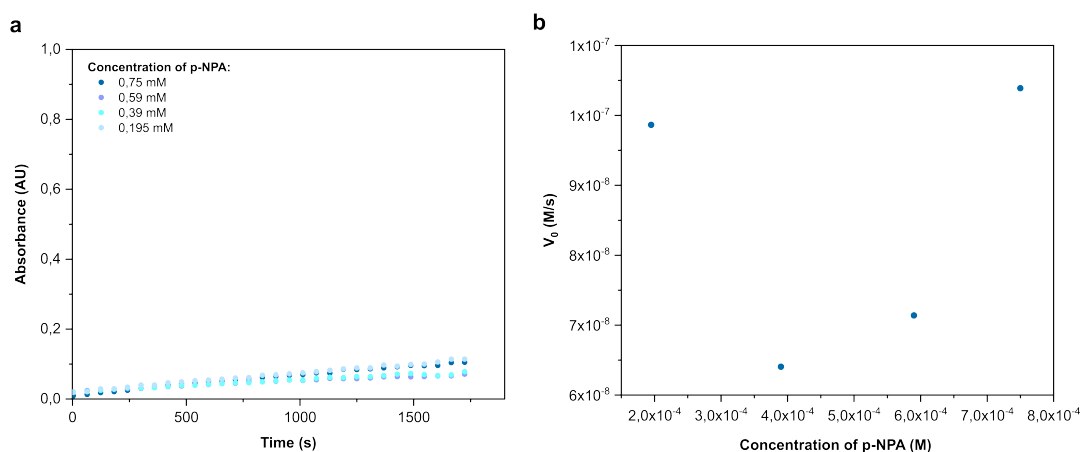 a
1,0
0,8
0,6
0,4
0,2
0,0
Absorbance (AU)
Concentration of p-NPA:
0,75 mM
0,59 mM
0,39 mM
0,195 mM
0
500
1000
1500
Time (s)
b
1x10⁻⁷
1x10⁻⁷
9x10⁻⁸
8x10⁻⁸
7x10⁻⁸
6x10⁻⁸
V₀ (M/s)
2,0x10⁻⁴
3,0x10⁻⁴
4,0x10⁻⁴
5,0x10⁻⁴
6,0x10⁻⁴
7,0x10⁻⁴
8,0x10⁻⁴
Concentration of p-NPA (M)